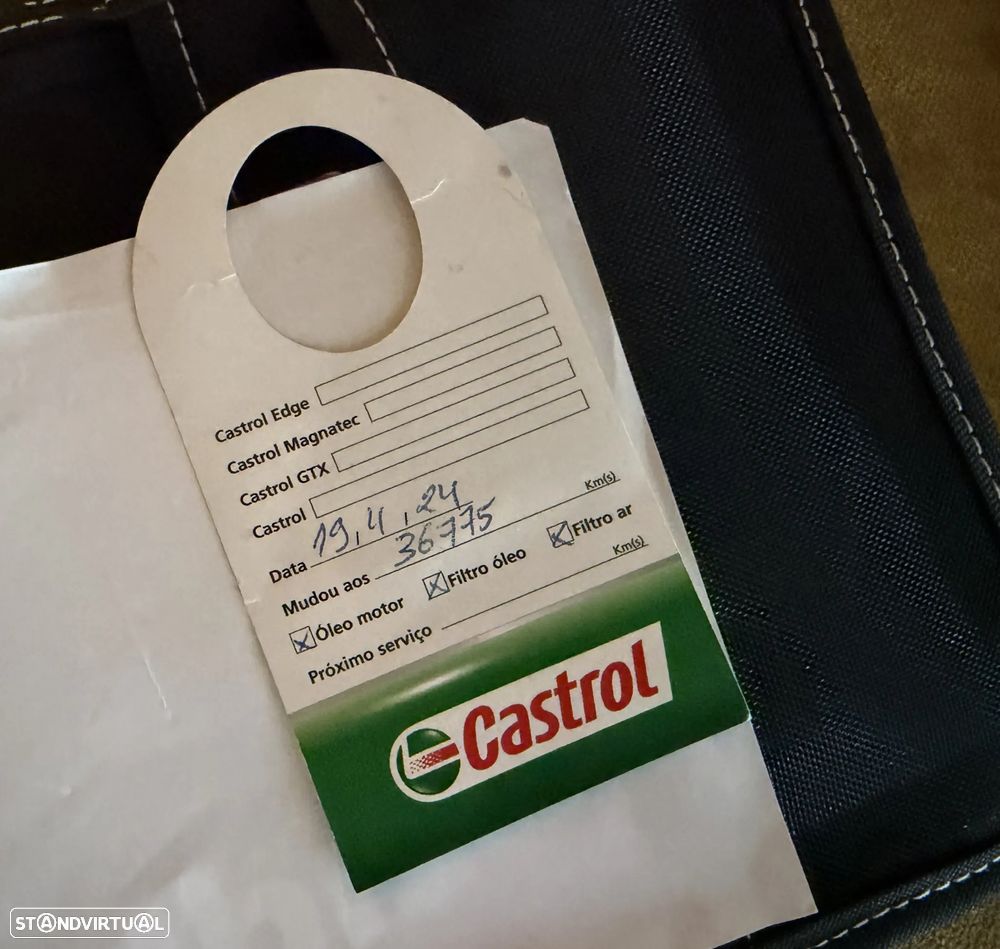 Castrol Edge
Castrol Magnatec
Castrol GTX
Castrol
Data 19, 4, 24
Mudou aos 36775 Km(s)
Óleo motor Filtro óleo Filtro ar
Próximo serviço Km(s)
Castrol
STANDVIRTUAL